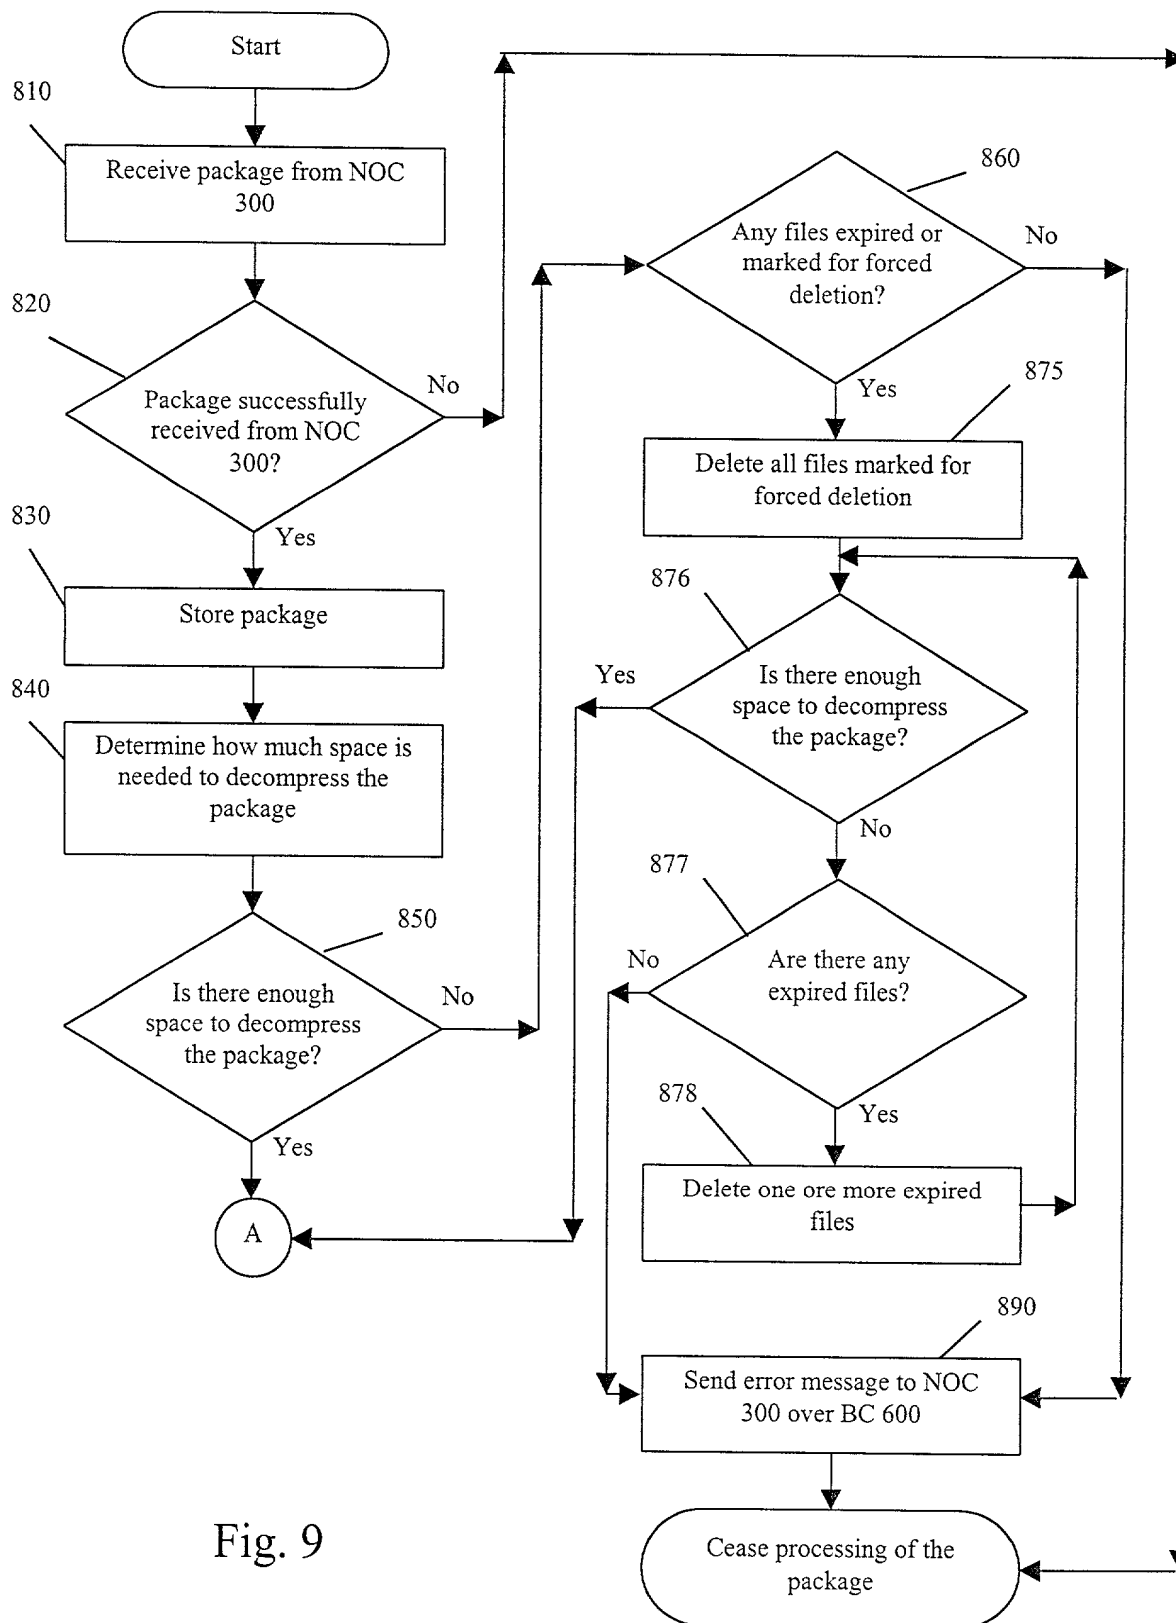 Start
810
Receive package from NOC
300
820
Package successfully
received from NOC
300?
No
Yes
830
Store package
840
Determine how much space is
needed to decompress the
package
850
Is there enough
space to decompress
the package?
No
Yes
A
860
Any files expired or
marked for forced
deletion?
No
Yes
875
Delete all files marked for
forced deletion
876
Is there enough
space to decompress
the package?
Yes
No
877
Are there any
expired files?
No
Yes
878
Delete one ore more expired
files
890
Send error message to NOC
300 over BC 600
Cease processing of the
package
Fig. 9